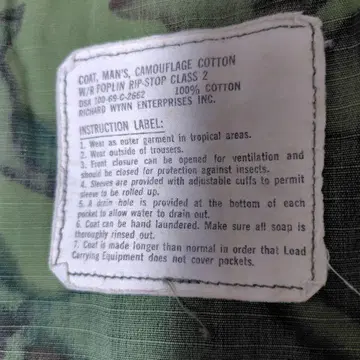 COAT, MAN'S, CAMOUFLAGE COTTON
W/R POPLIN RIP-STOP CLASS 2
DSA 100-69-C-2662 100% COTTON
RICHARD WYNN ENTERPRISES INC.
INSTRUCTION LABEL:
1. Wear as outer garment in tropical areas.
2. Wear outside of trousers.
3. Front closure can be opened for ventilation and
should be closed for protection against insects.
4. Sleeves are provided with adjustable cuffs to permit
sleeve to be rolled up.
5. A drain hole is provided at the bottom of each
pocket to allow water to drain out.
6. Coat can be hand laundered. Make sure all soap is
thoroughly rinsed out.
7. Coat is made longer than normal in order that Load
Carrying Equipment does not cover pockets.